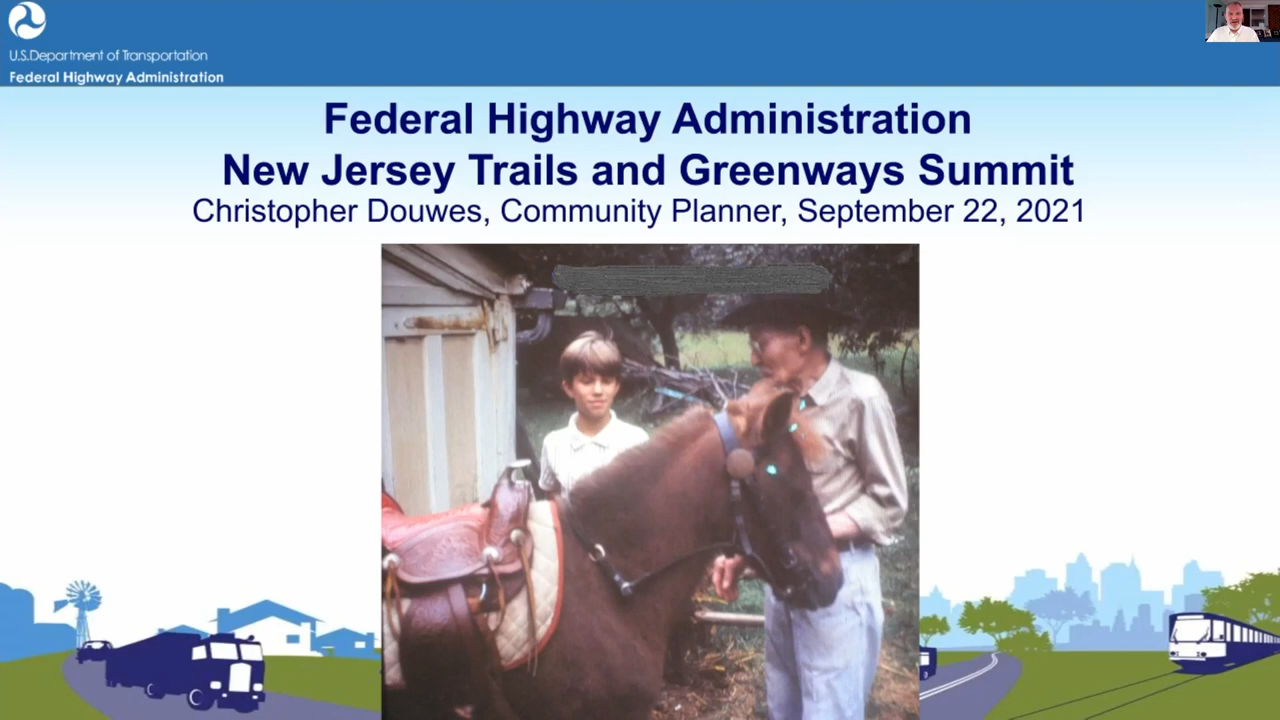 U.S.Department of Transportation
Federal Highway Administration
Federal Highway Administration
New Jersey Trails and Greenways Summit
Christopher Douwes, Community Planner, September 22, 2021